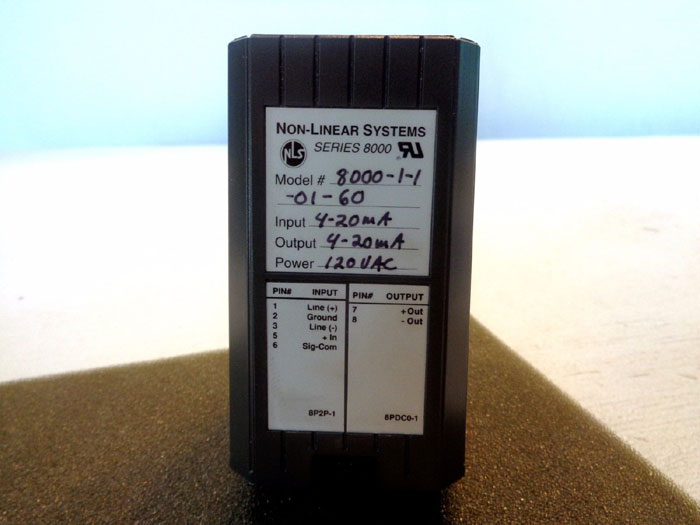 NON-LINEAR SYSTEMS
NLS SERIES 8000 ® RU
Model # 8000-1-1
-01-60
Input 4-20mA
Output 4-20mA
Power 120VAC
PIN# INPUT
1 Line (+)
2 Ground
3 Line (-)
5 + In
6 Sig-Com
8P2P-1
PIN# OUTPUT
7 + Out
8 - Out
8PDC0-1